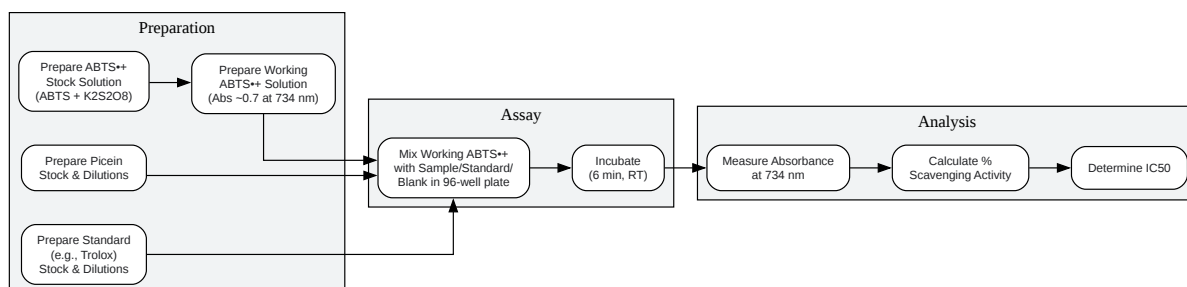 Preparation
Prepare ABTS•+
Stock Solution
(ABTS + K2S2O8)
Prepare Working
ABTS•+ Solution
(Abs ~0.7 at 734 nm)
Prepare Picein
Stock & Dilutions
Prepare Standard
(e.g., Trolox)
Stock & Dilutions
Assay
Mix Working ABTS•+
with Sample/Standard/
Blank in 96-well plate
Incubate
(6 min, RT)
Analysis
Measure Absorbance
at 734 nm
Calculate %
Scavenging Activity
Determine IC50